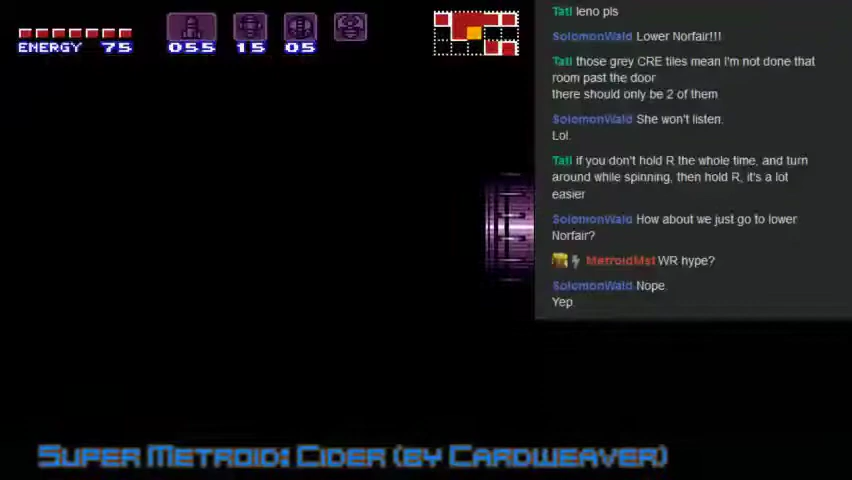 ENERGY 75
055 15 05
Tatl leno pls
SolomonWald Lower Norfair!!!
Tatl those grey CRE tiles mean I'm not done that
room past the door
there should only be 2 of them
SolomonWald She won't listen.
Lol.
Tatl if you don't hold R the whole time, and turn
around while spinning, then hold R, it's a lot
easier
SolomonWald How about we just go to lower
Norfair?
MetroidMst WR hype?
SolomonWald Nope.
Yep
Super Metroid: Cider (by Cardweaver)